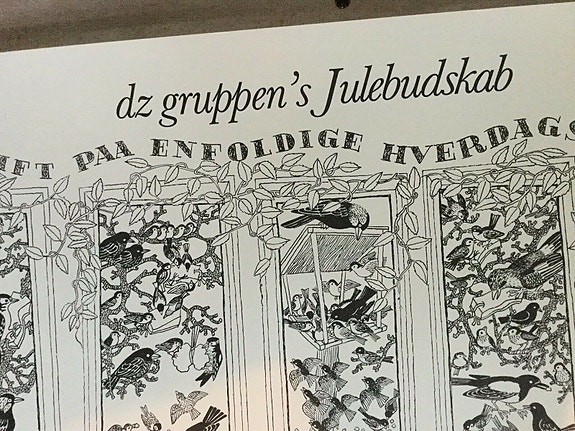 dz gruppen's Julebudskab
PAA ENFOLDIGE HVERDAGS